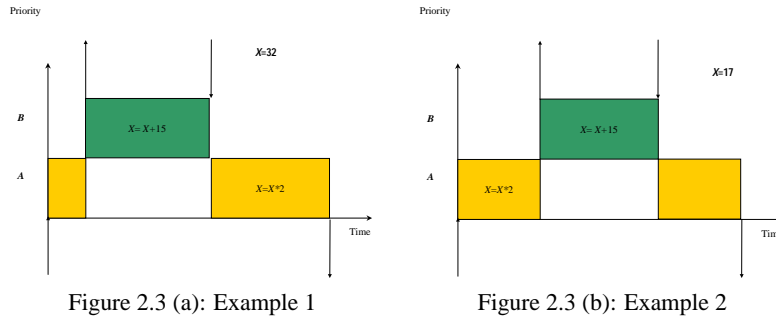 Priority
X=32
B
X= X+15
A
X=X*2
Time
Figure 2.3 (a): Example 1
Priority
X=17
B
X= X+15
A
X=X*2
Tim
Figure 2.3 (b): Example 2